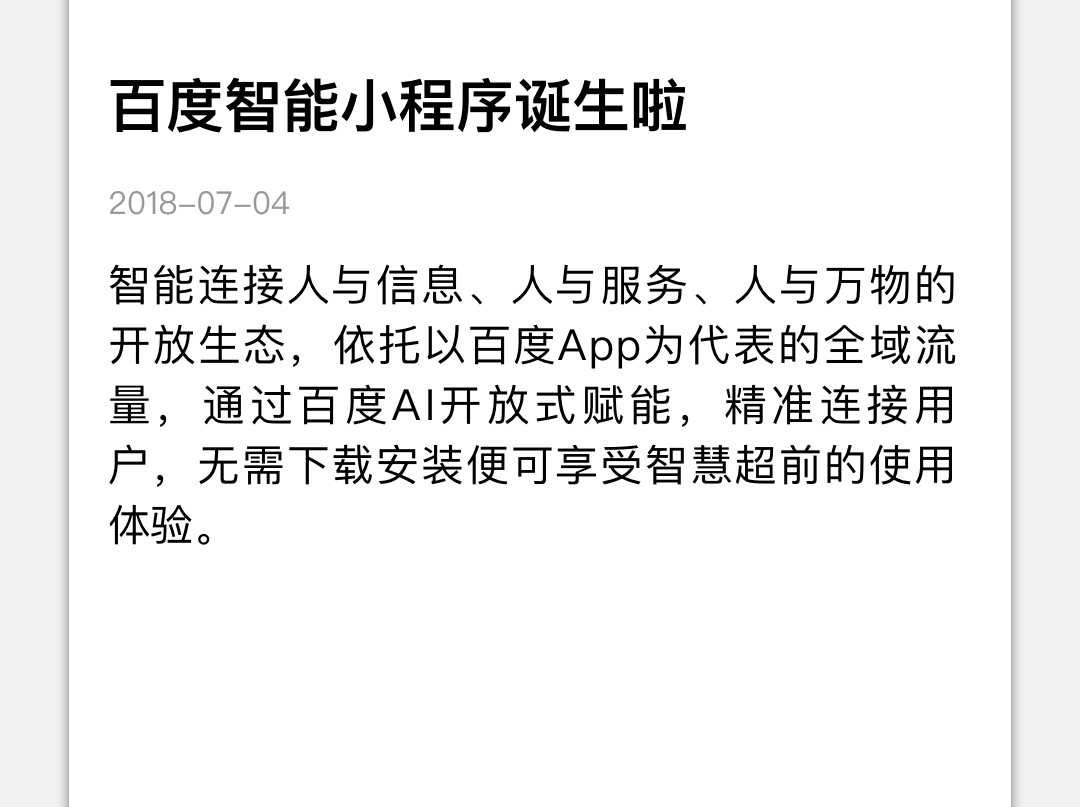 百度智能小程序诞生啦
2018-07-04
智能连接人与信息、人与服务、人与万物的
开放生态，依托以百度App为代表的全域流
量，通过百度AI开放式赋能，精准连接用
户，无需下载安装便可享受智慧超前的使用
体验。